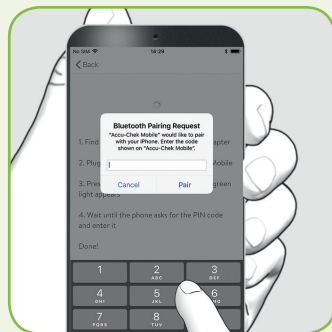 No SIM 14:29
Back
Bluetooth Pairing Request
"Accu-Chek Mobile" would like to pair
with your iPhone. Enter the code
shown on "Accu-Chek Mobile".
Cancel Pair
1. Find
2. Plug Mobile
3. green
light appears
4. Wait until the phone asks for the PIN code
and enter it
Done!
1 2 3
ABC DEF
4 5 6
GHI JKL
7 8
PQRS TUV